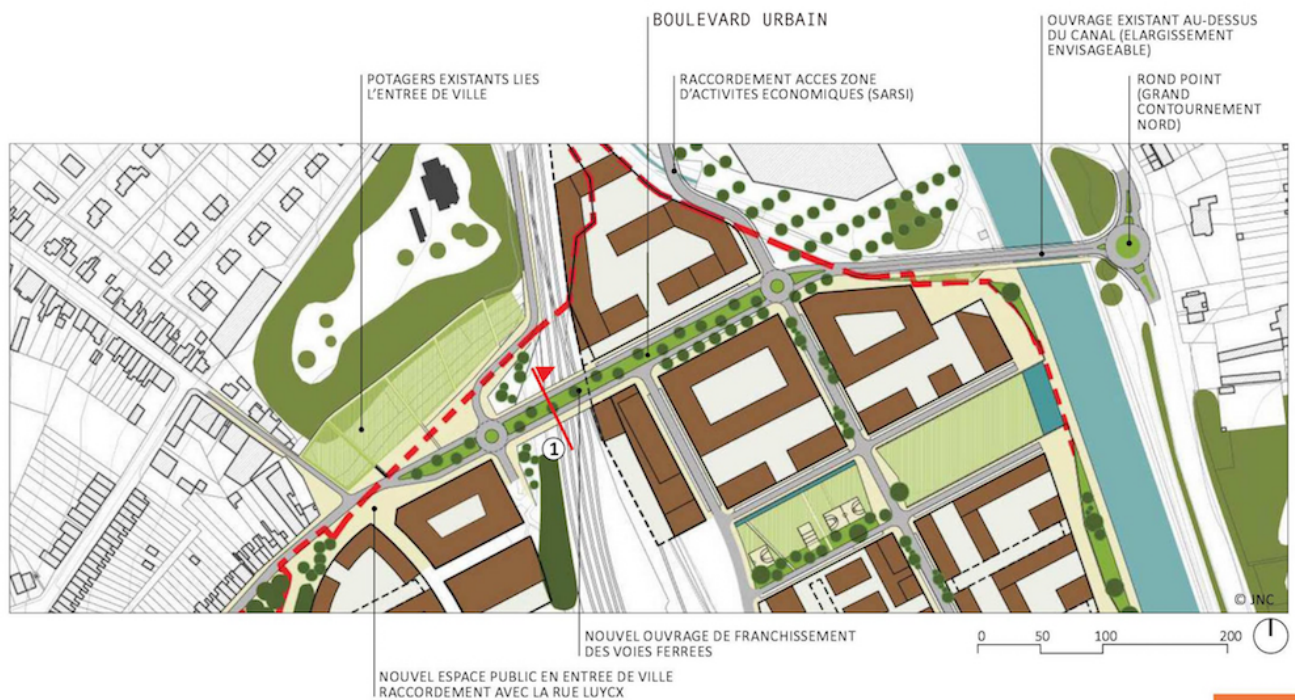 BOULEVARD URBAIN
OUVRAGE EXISTANT AU-DESSUS
DU CANAL (ELARGISSEMENT
ENVISAGEABLE)
POTAGERS EXISTANTS LIES
L'ENTREE DE VILLE
RACCORDEMENT ACCES ZONE
D'ACTIVITES ECONOMIQUES (SARSI)
ROND POINT
(GRAND
CONTOURNEMENT
NORD)
1
© JNC
NOUVEL OUVRAGE DE FRANCHISSEMENT
DES VOIES FERREES
0 50 100 200
NOUVEL ESPACE PUBLIC EN ENTREE DE VILLE
RACCORDEMENT AVEC LA RUE LUYCX